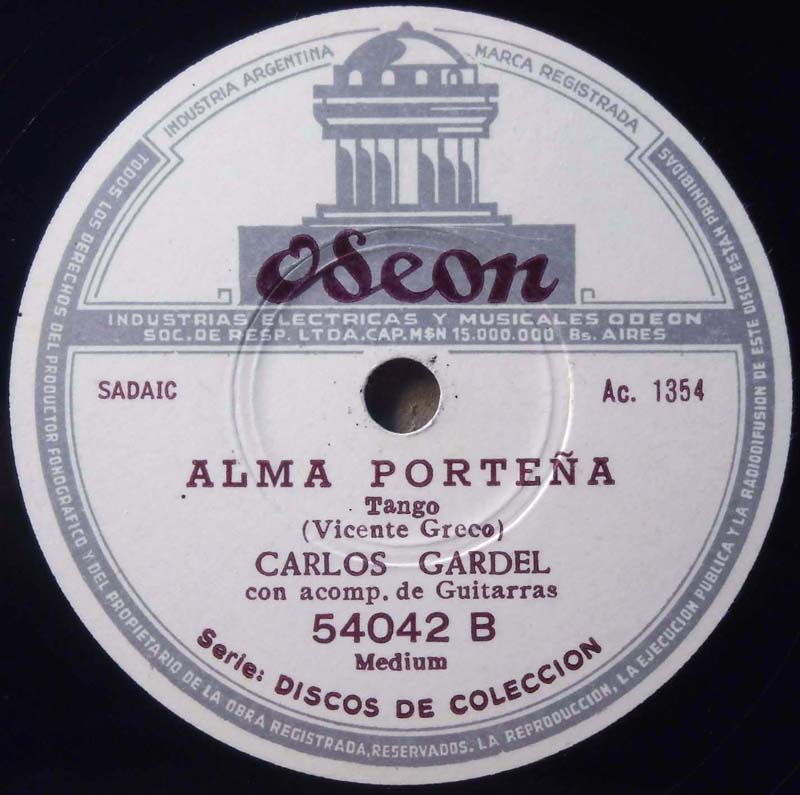 INDUSTRIA ARGENTINA
MARCA REGISTRADA
Odeon
INDUSTRIAS ELECTRICAS Y MUSICALES ODEON
SOC. DE RESP. LTDA. CAP. M$N 15.000.000 Bs. AIRES
SADAIC
Ac. 1354
ALMA PORTEÑA
Tango
(Vicente Greco)
CARLOS GARDEL
con acomp. de Guitarras
54042 B
Medium
Serie: DISCOS DE COLECCION
TODOS LOS DERECHOS DEL PRODUCTOR FONOGRAFICO Y DEL PROPIETARIO DE LA OBRA REGISTRADA, RESERVADOS. LA REPRODUCCION, LA EJECUCION PUBLICA Y LA RADIODIFUSION DE ESTE DISCO ESTAN PROHIBIDAS